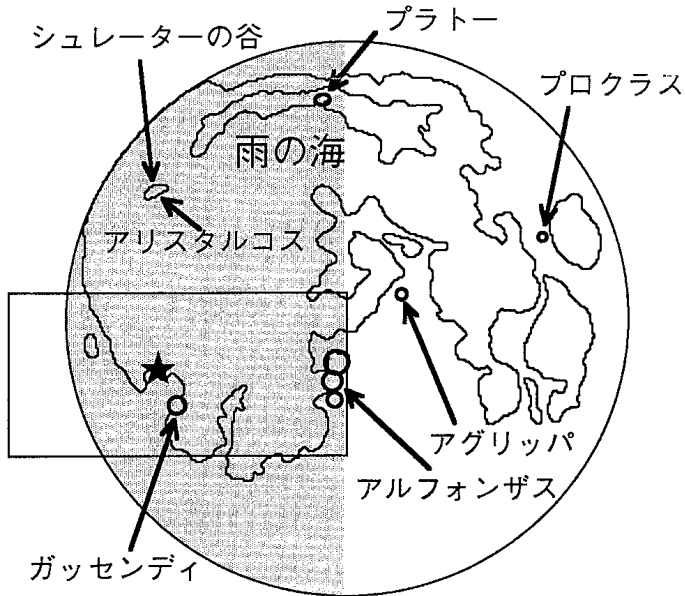 プラトー
シュレーターの谷
プロクラス
雨の海
アリスタルコス
アグリッパ
アルフォンザス
ガッセンディ